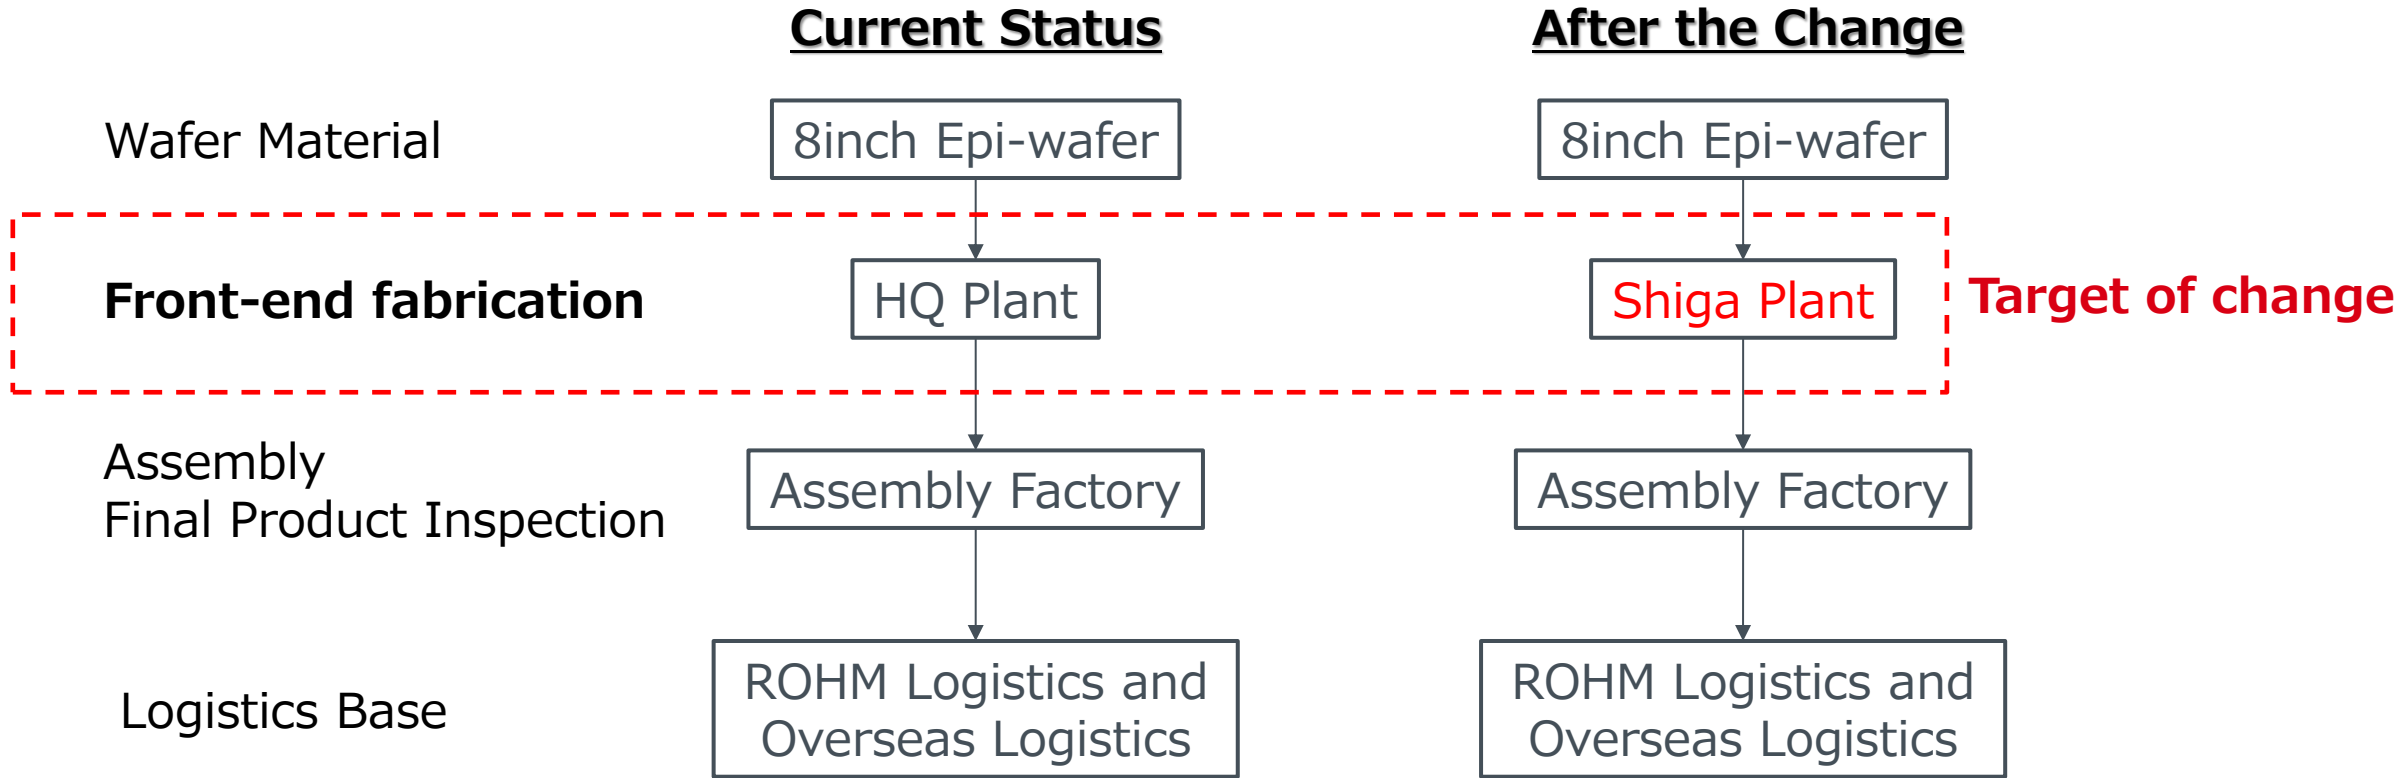 Current Status
After the Change
Wafer Material
8inch Epi-wafer
8inch Epi-wafer
Front-end fabrication
HQ Plant
Shiga Plant
Target of change
Assembly
Final Product Inspection
Assembly Factory
Assembly Factory
Logistics Base
ROHM Logistics and
Overseas Logistics
ROHM Logistics and
Overseas Logistics